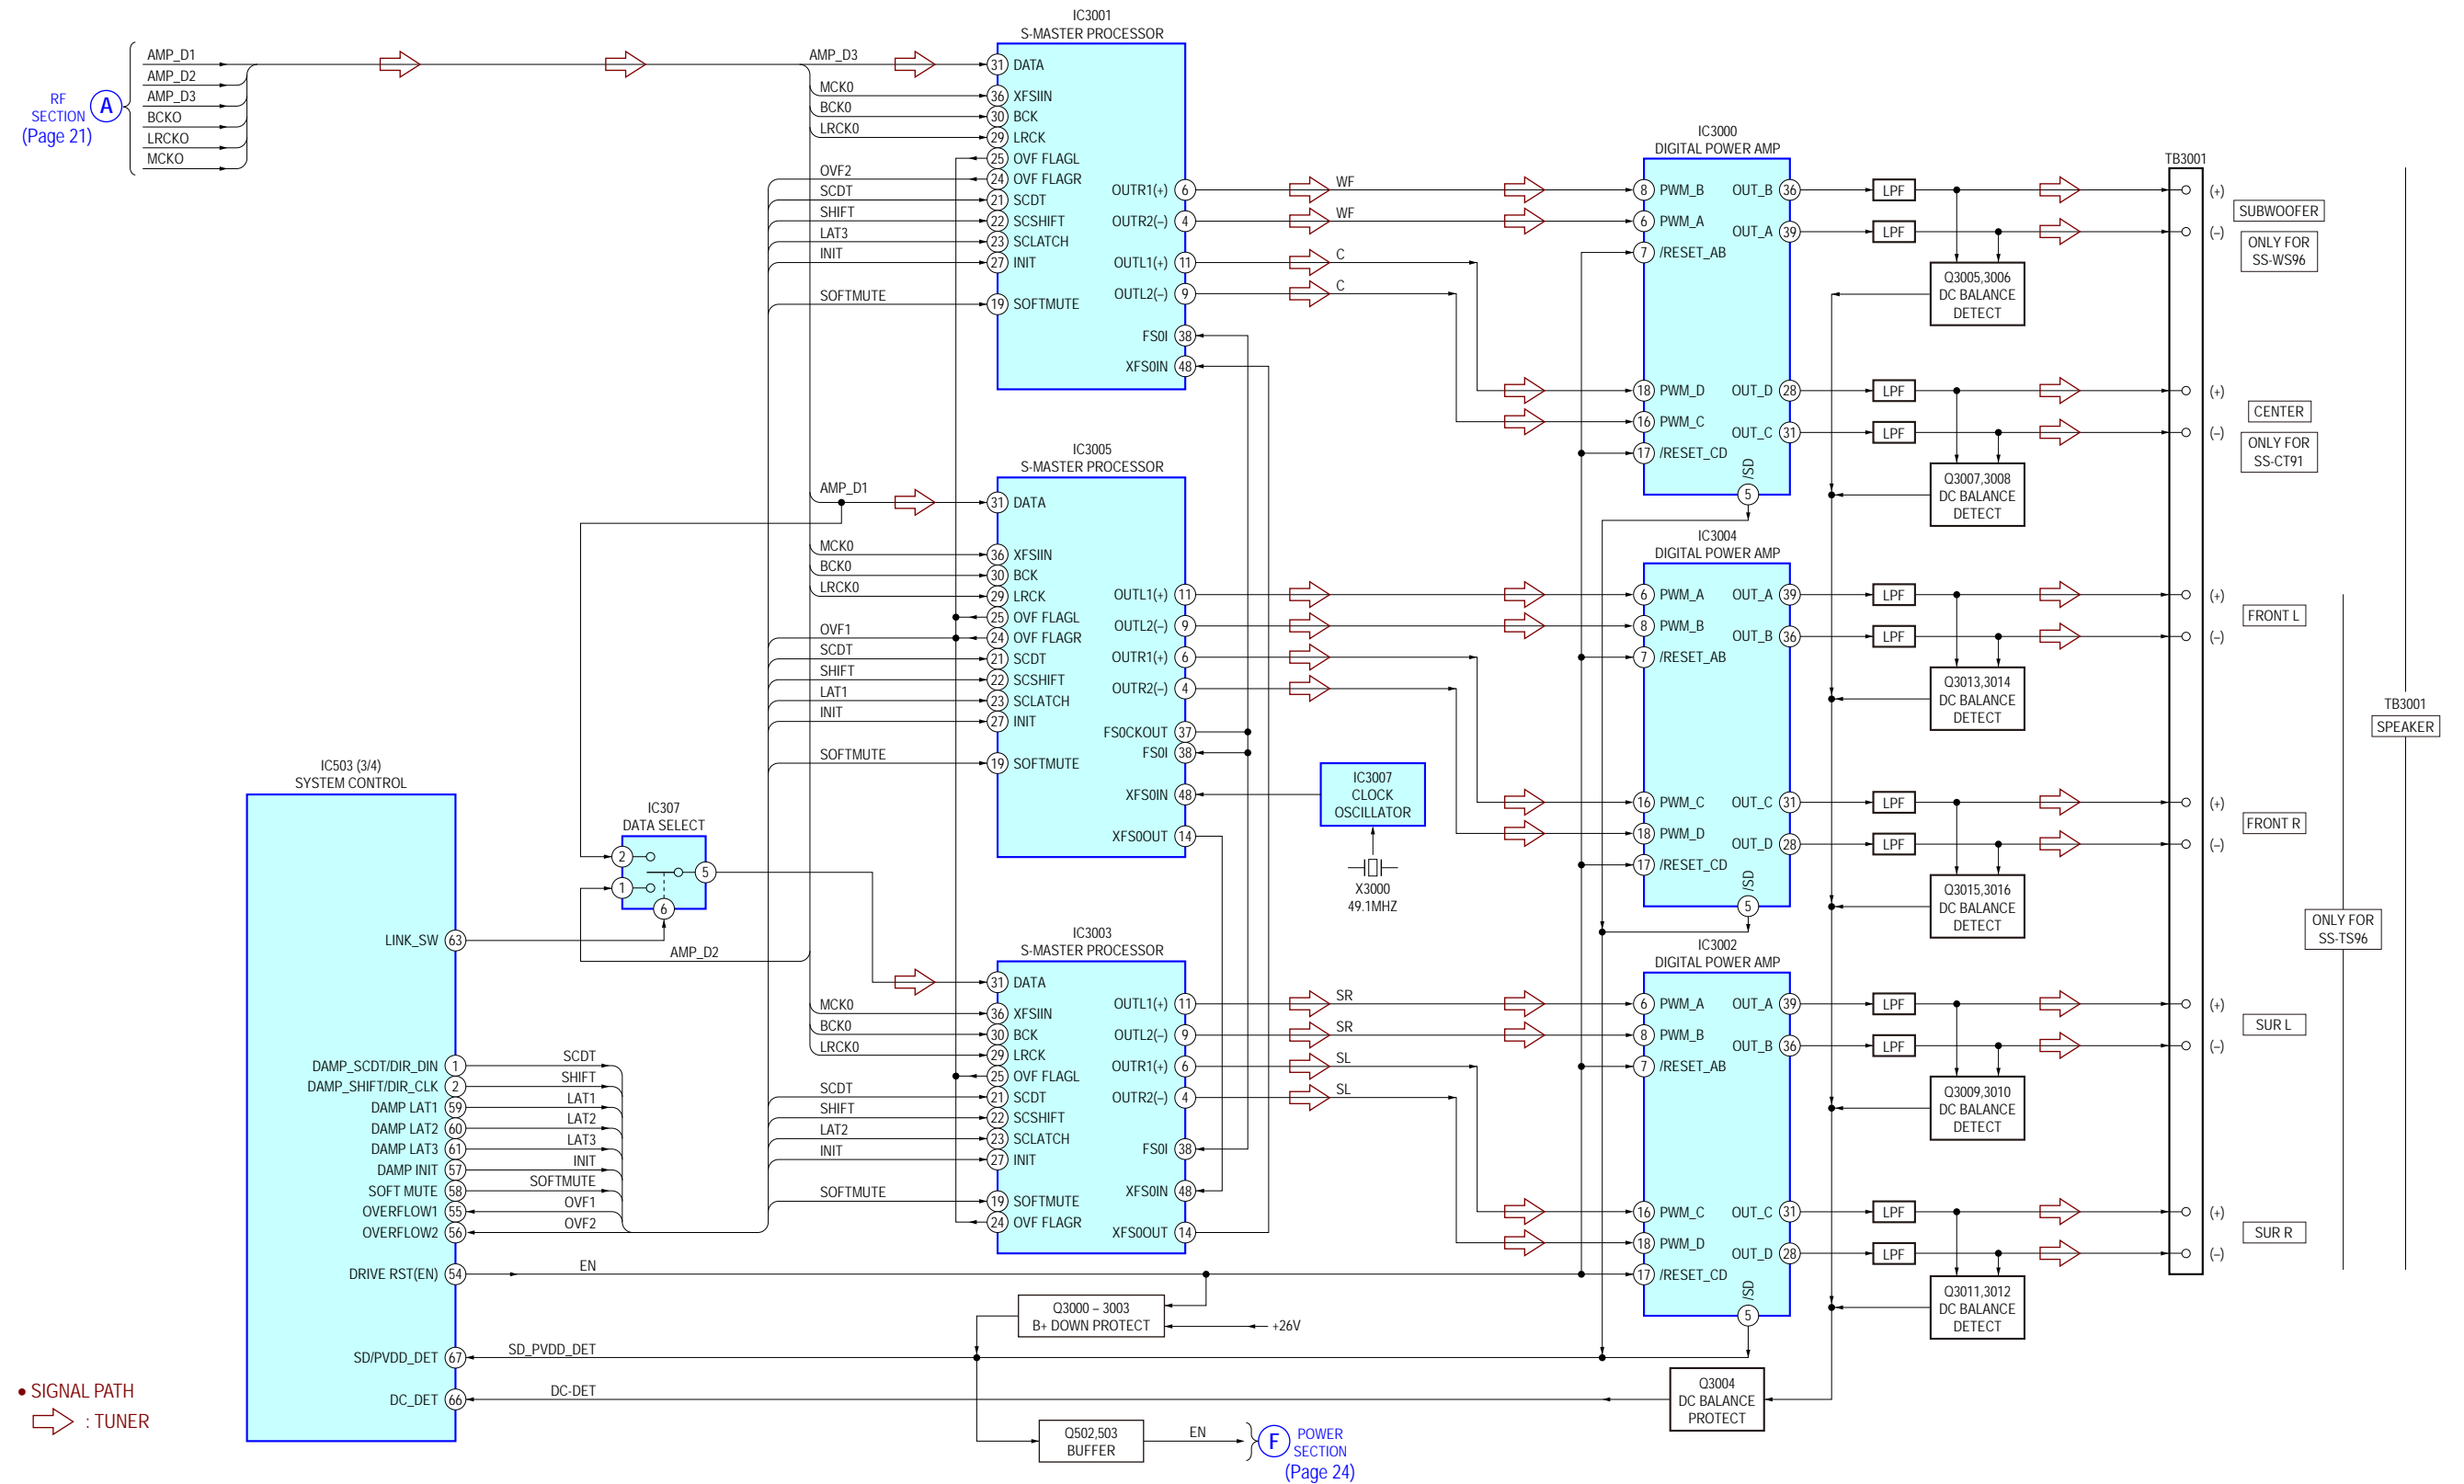 RF
SECTION
(Page 21)
A
AMP_D1
AMP_D2
AMP_D3
BCKO
LRCKO
MCKO
AMP_D3
MCK0
BCK0
LRCK0
OVF2
SCDT
SHIFT
LAT3
INIT
SOFTMUTE
IC3001
S-MASTER PROCESSOR
31 DATA
36 XFSIIN
30 BCK
29 LRCK
25 OVF FLAGL
24 OVF FLAGR
21 SCDT
22 SCSHIFT
23 SCLATCH
27 INIT
19 SOFTMUTE
OUTR1(+) 6
OUTR2(–) 4
OUTL1(+) 11
OUTL2(–) 9
FS0I 38
XFS0IN 48
WF
WF
C
C
IC3000
DIGITAL POWER AMP
8 PWM_B
6 PWM_A
7 /RESET_AB
18 PWM_D
16 PWM_C
17 /RESET_CD
OUT_B 36
OUT_A 39
OUT_D 28
OUT_C 31
/SD
5
LPF
LPF
Q3005,3006
DC BALANCE
DETECT
LPF
LPF
Q3007,3008
DC BALANCE
DETECT
TB3001
(+)
SUBWOOFER
(–)
ONLY FOR
SS-WS96
(+)
CENTER
(–)
ONLY FOR
SS-CT91
AMP_D1
MCK0
BCK0
LRCK0
OVF1
SCDT
SHIFT
LAT1
INIT
SOFTMUTE
IC3005
S-MASTER PROCESSOR
31 DATA
36 XFSIIN
30 BCK
29 LRCK
25 OVF FLAGL
24 OVF FLAGR
21 SCDT
22 SCSHIFT
23 SCLATCH
27 INIT
19 SOFTMUTE
OUTL1(+) 11
OUTL2(–) 9
OUTR1(+) 6
OUTR2(–) 4
FS0CKOUT 37
FS0I 38
XFS0IN 48
XFS0OUT 14
IC3007
CLOCK
OSCILLATOR
X3000
49.1MHZ
IC3004
DIGITAL POWER AMP
6 PWM_A
8 PWM_B
7 /RESET_AB
16 PWM_C
18 PWM_D
17 /RESET_CD
OUT_A 39
OUT_B 36
OUT_C 31
OUT_D 28
/SD
5
LPF
LPF
Q3013,3014
DC BALANCE
DETECT
LPF
LPF
Q3015,3016
DC BALANCE
DETECT
(+)
FRONT L
(–)
(+)
FRONT R
(–)
TB3001
SPEAKER
ONLY FOR
SS-TS96
IC503 (3/4)
SYSTEM CONTROL
LINK_SW 63
DAMP_SCDT/DIR_DIN 1
DAMP_SHIFT/DIR_CLK 2
DAMP LAT1 59
DAMP LAT2 60
DAMP LAT3 61
DAMP INIT 57
SOFT MUTE 58
OVERFLOW1 55
OVERFLOW2 56
DRIVE RST(EN) 54
SD/PVDD_DET 67
DC_DET 66
SCDT
SHIFT
LAT1
LAT2
LAT3
INIT
SOFTMUTE
OVF1
OVF2
EN
SD_PVDD_DET
DC-DET
IC307
DATA SELECT
2
1
5
6
AMP_D2
MCK0
BCK0
LRCK0
SCDT
SHIFT
LAT2
INIT
SOFTMUTE
IC3003
S-MASTER PROCESSOR
31 DATA
36 XFSIIN
30 BCK
29 LRCK
25 OVF FLAGL
21 SCDT
22 SCSHIFT
23 SCLATCH
27 INIT
19 SOFTMUTE
24 OVF FLAGR
OUTL1(+) 11
OUTL2(–) 9
OUTR1(+) 6
OUTR2(–) 4
FS0I 38
XFS0IN 48
XFS0OUT 14
SR
SR
SL
SL
IC3002
DIGITAL POWER AMP
6 PWM_A
8 PWM_B
7 /RESET_AB
16 PWM_C
18 PWM_D
17 /RESET_CD
OUT_A 39
OUT_B 36
OUT_C 31
OUT_D 28
/SD
5
LPF
LPF
Q3009,3010
DC BALANCE
DETECT
LPF
LPF
Q3011,3012
DC BALANCE
DETECT
(+)
SUR L
(–)
(+)
SUR R
(–)
Q3000 – 3003
B+ DOWN PROTECT
+26V
Q3004
DC BALANCE
PROTECT
Q502,503
BUFFER
EN
F
POWER
SECTION
(Page 24)
• SIGNAL PATH
: TUNER